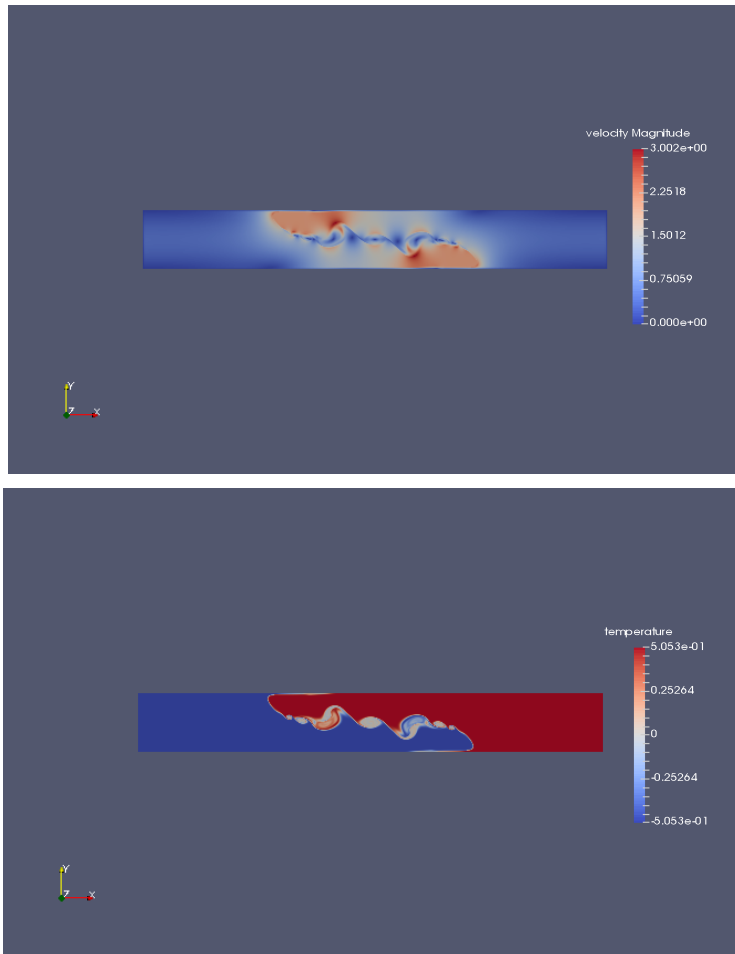 velocity Magnitude
3.002e+00
2.2518
1.5012
0.75059
0.000e+00
Y
Z X
temperature
5.053e-01
0.25264
0
-0.25264
-5.053e-01
Y
Z X